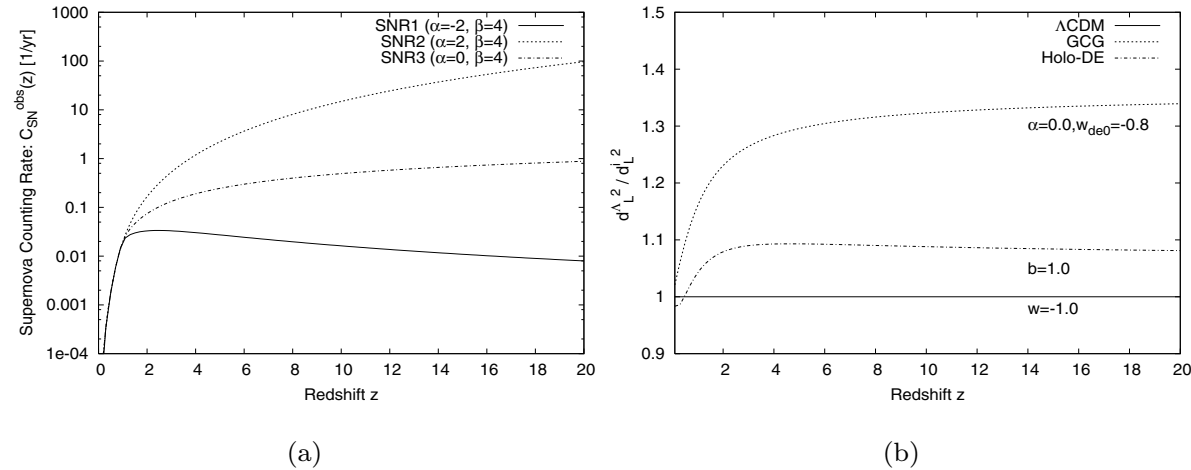 SNR1 (α=-2, β=4)
SNR2 (α=2, β=4)
SNR3 (α=0, β=4)
Supernova Counting Rate: C_SN^obs(z) [1/yr]
1000
100
10
1
0.1
0.01
0.001
1e-04
0 2 4 6 8 10 12 14 16 18 20
Redshift z
(a)
ΛCDM
GCG
Holo-DE
d^Λ_L^2 / d^i_L^2
1.5
1.4
1.3
1.2
1.1
1
0.9
α=0.0,w_de0=-0.8
b=1.0
w=-1.0
2 4 6 8 10 12 14 16 18 20
Redshift z
(b)